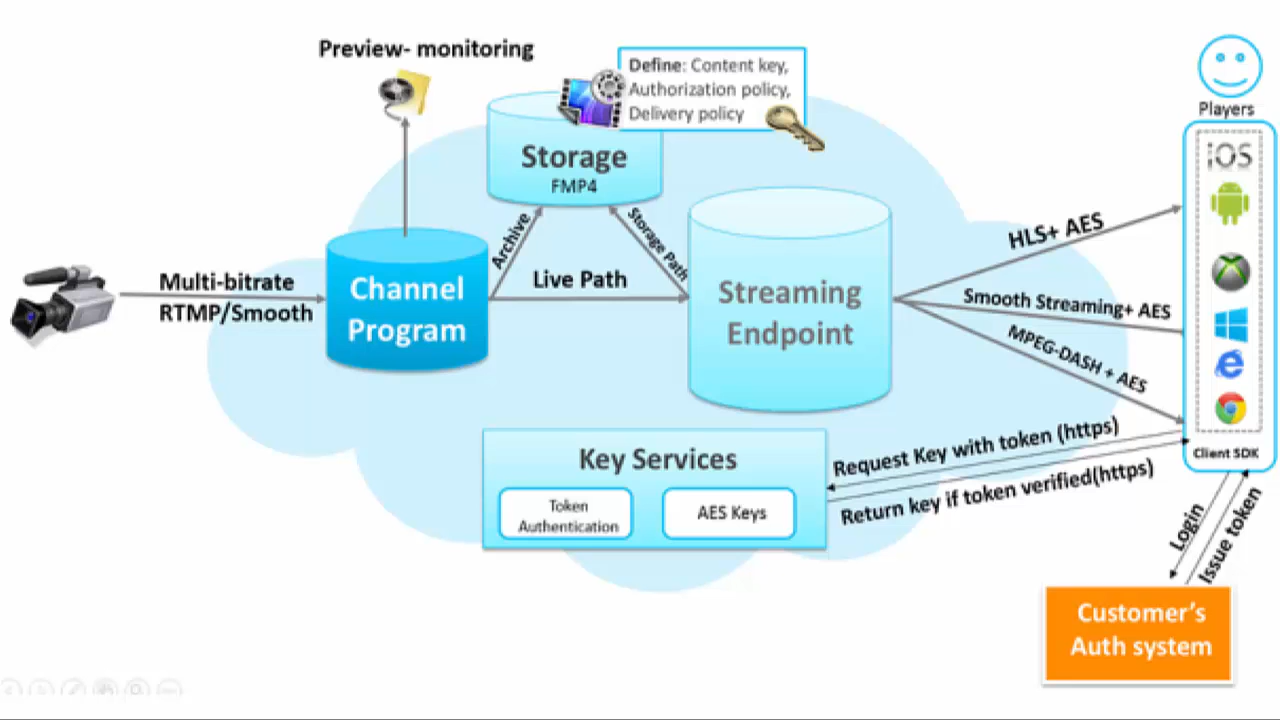 Preview- monitoring
Define: Content key,
Authorization policy,
Delivery policy
Players
Storage
FMP4
iOS
Archive
Storage Path
HLS+ AES
Multi-bitrate
RTMP/Smooth
Channel
Program
Live Path
Streaming
Endpoint
Smooth Streaming+ AES
MPEG-DASH + AES
Request Key with token (https)
Return key if token verified(https)
Client SDK
Key Services
Token
Authentication
AES Keys
Login
Issue token
Customer's
Auth system